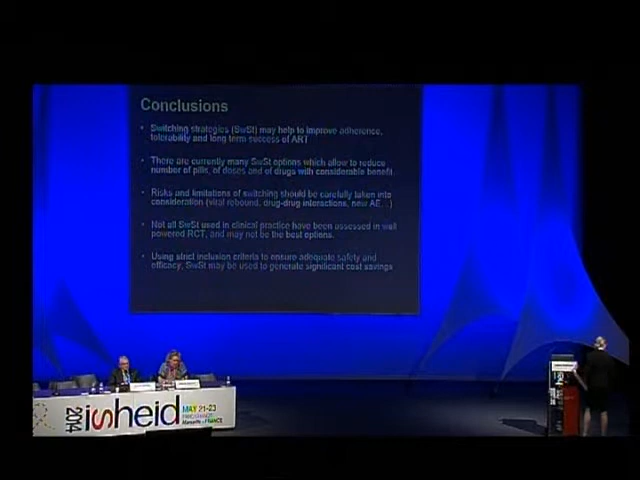 Conclusions
• Switching strategies (SwSt) may help to improve adherence,
tolerability and long term success of ART
• There are currently many SwSt options which allow to reduce
number of pills, of doses and of drugs with considerable benefit
• Risks and limitations of switching should be carefully taken into
consideration (viral rebound, drug-drug interactions, new AE…)
• Not all SwSt used in clinical practice have been assessed in well
powered RCT, and may not be the best options.
• Using strict inclusion criteria to ensure adequate safety and
efficacy, SwSt may be used to generate significant cost savings
2014
isheid
MAY 21-23
Marseille - FRANCE